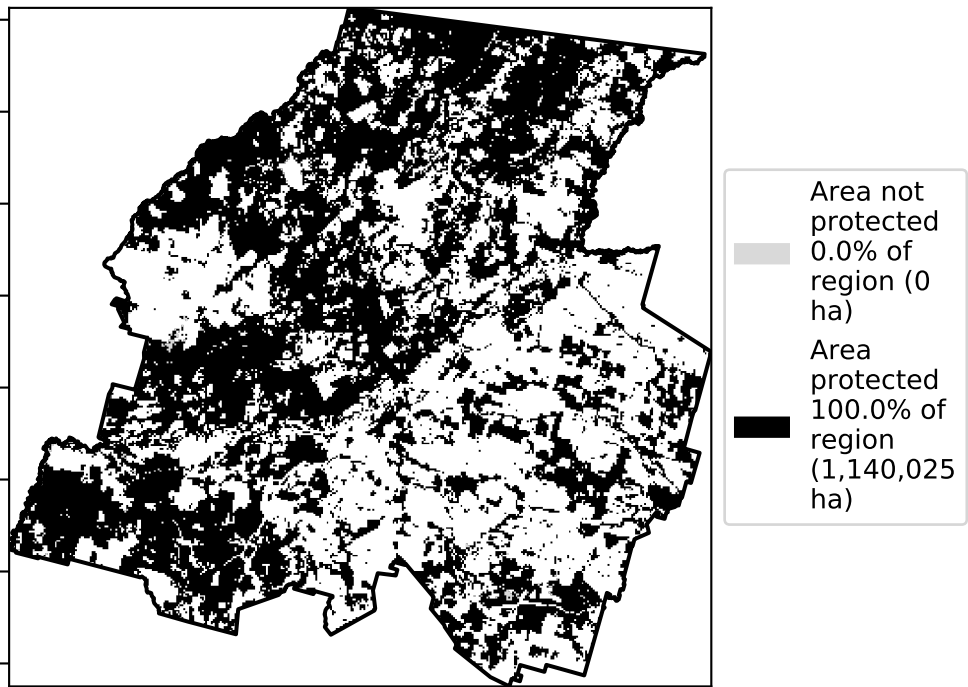 Area not
protected
0.0% of
region (0
ha)
Area
protected
100.0% of
region
(1,140,025
ha)